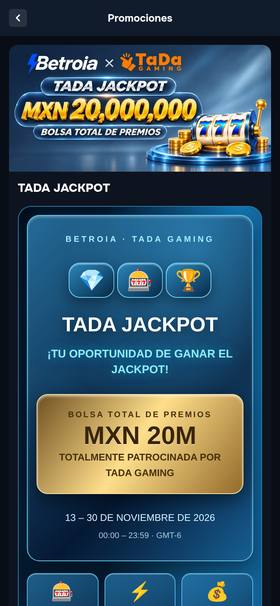 Promociones
Betroia × TaDa
GAMING
TADA JACKPOT
MXN 20,000,000
BOLSA TOTAL DE PREMIOS
TADA JACKPOT
BETROIA · TADA GAMING
TADA JACKPOT
¡TU OPORTUNIDAD DE GANAR EL
JACKPOT!
BOLSA TOTAL DE PREMIOS
MXN 20M
TOTALMENTE PATROCINADA POR
TADA GAMING
13 – 30 DE NOVIEMBRE DE 2026
00:00 – 23:59 · GMT-6